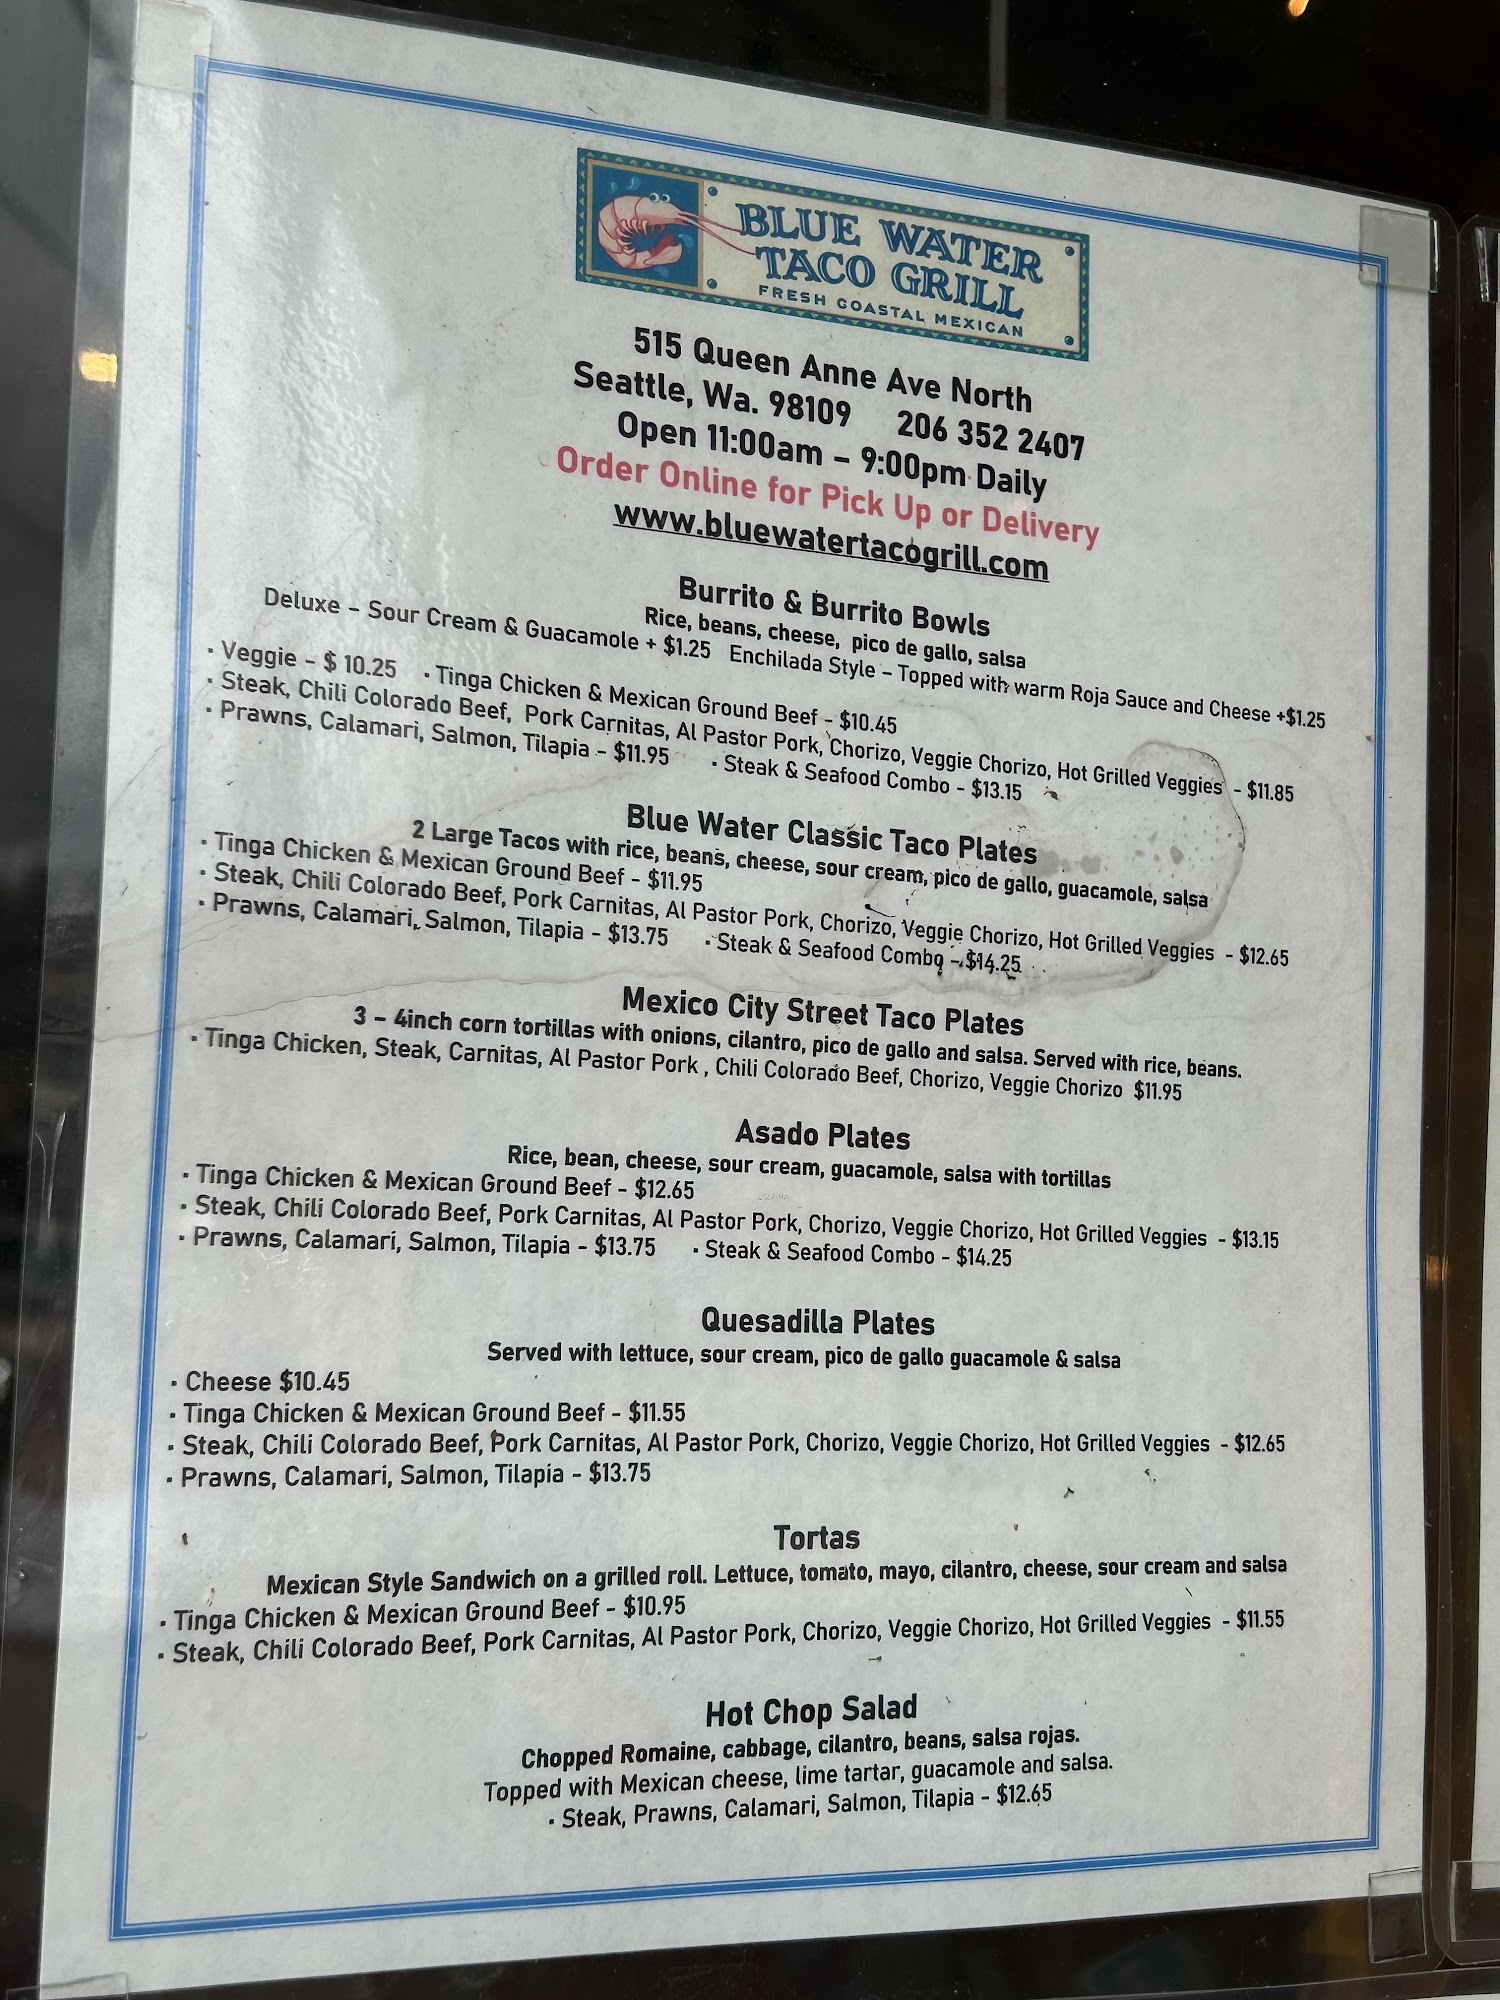 BLUE WATER
TACO GRILL
FRESH COASTAL MEXICAN
515 Queen Anne Ave North
Seattle, Wa. 98109 206 352 2407
Open 11:00am – 9:00pm Daily
Order Online for Pick Up or Delivery
www.bluewatertacogrill.com
Burrito & Burrito Bowls
Rice, beans, cheese, pico de gallo, salsa
Deluxe – Sour Cream & Guacamole + $1.25 Enchilada Style – Topped with warm Roja Sauce and Cheese +$1.25
• Veggie – $ 10.25 • Tinga Chicken & Mexican Ground Beef - $10.45
• Steak, Chili Colorado Beef, Pork Carnitas, Al Pastor Pork, Chorizo, Veggie Chorizo, Hot Grilled Veggies - $11.85
• Prawns, Calamari, Salmon, Tilapia - $11.95 • Steak & Seafood Combo - $13.15
Blue Water Classic Taco Plates
2 Large Tacos with rice, beans, cheese, sour cream, pico de gallo, guacamole, salsa
• Tinga Chicken & Mexican Ground Beef - $11.95
• Steak, Chili Colorado Beef, Pork Carnitas, Al Pastor Pork, Chorizo, Veggie Chorizo, Hot Grilled Veggies - $12.65
• Prawns, Calamari, Salmon, Tilapia - $13.75 • Steak & Seafood Combo - $14.25
Mexico City Street Taco Plates
3 – 4inch corn tortillas with onions, cilantro, pico de gallo and salsa. Served with rice, beans.
• Tinga Chicken, Steak, Carnitas, Al Pastor Pork , Chili Colorado Beef, Chorizo, Veggie Chorizo $11.95
Asado Plates
Rice, bean, cheese, sour cream, guacamole, salsa with tortillas
• Tinga Chicken & Mexican Ground Beef - $12.65
• Steak, Chili Colorado Beef, Pork Carnitas, Al Pastor Pork, Chorizo, Veggie Chorizo, Hot Grilled Veggies - $13.15
• Prawns, Calamari, Salmon, Tilapia - $13.75 • Steak & Seafood Combo - $14.25
Quesadilla Plates
Served with lettuce, sour cream, pico de gallo guacamole & salsa
• Cheese $10.45
• Tinga Chicken & Mexican Ground Beef - $11.55
• Steak, Chili Colorado Beef, Pork Carnitas, Al Pastor Pork, Chorizo, Veggie Chorizo, Hot Grilled Veggies - $12.65
• Prawns, Calamari, Salmon, Tilapia - $13.75
Tortas
Mexican Style Sandwich on a grilled roll. Lettuce, tomato, mayo, cilantro, cheese, sour cream and salsa
• Tinga Chicken & Mexican Ground Beef - $10.95
• Steak, Chili Colorado Beef, Pork Carnitas, Al Pastor Pork, Chorizo, Veggie Chorizo, Hot Grilled Veggies - $11.55
Hot Chop Salad
Chopped Romaine, cabbage, cilantro, beans, salsa rojas.
Topped with Mexican cheese, lime tartar, guacamole and salsa.
• Steak, Prawns, Calamari, Salmon, Tilapia - $12.65